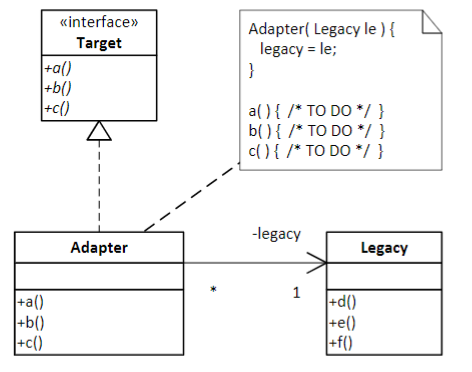 «interface»
Target
+a()
+b()
+c()
Adapter( Legacy le ) {
legacy = le;
}
a( ) { /* TO DO */ }
b( ) { /* TO DO */ }
c( ) { /* TO DO */ }
Adapter
+a()
+b()
+c()
-legacy
* 1
Legacy
+d()
+e()
+f()